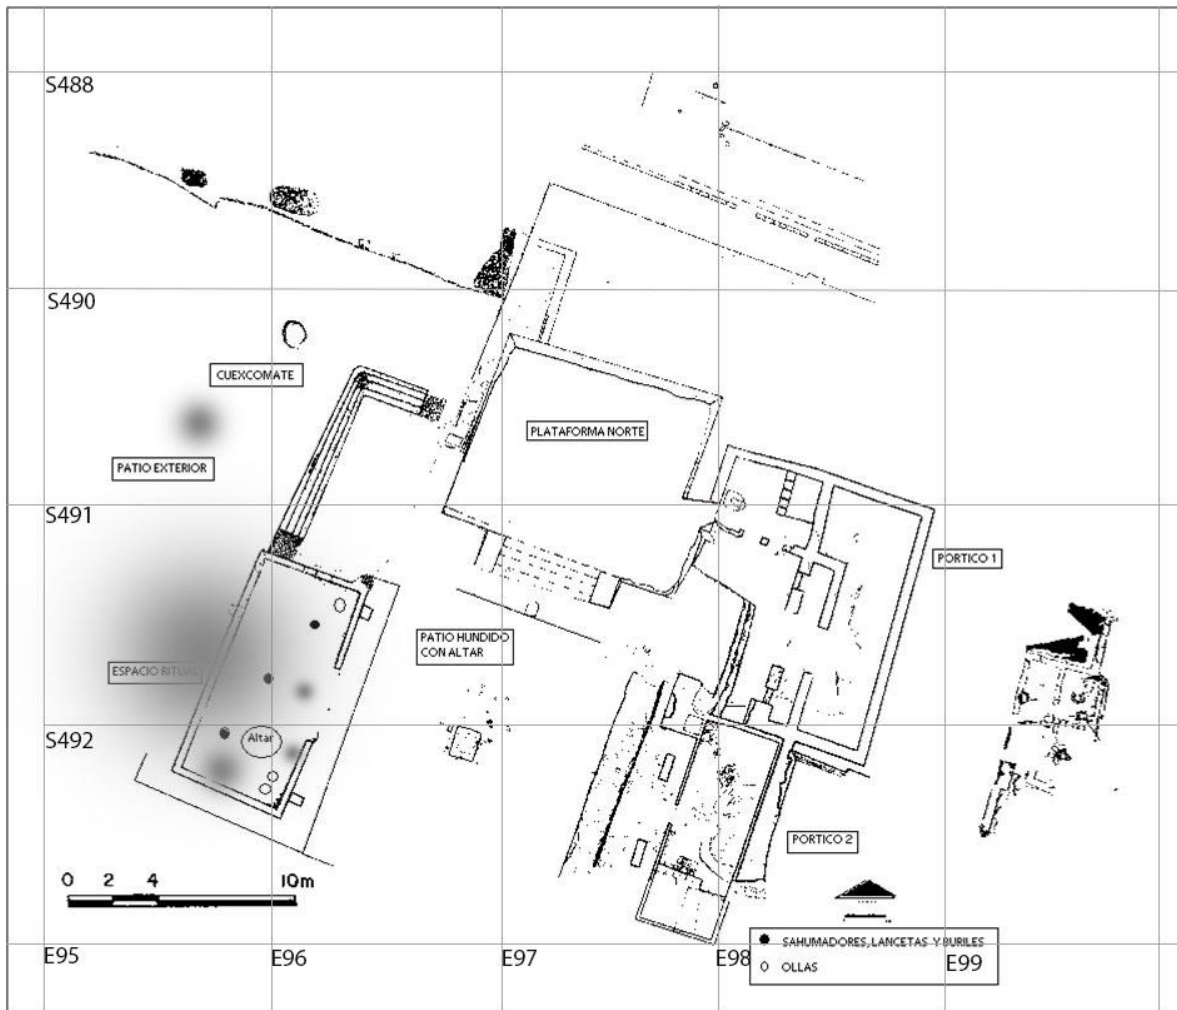 S488
S490
CUEXCOMATE
PLATAFORMA NORTE
PATIO EXTERIOR
S491
PORTICO 1
PATIO HUNDIDO
CON ALTAR
ESPACIO RITUAL
S492
Altar
PORTICO 2
0 2 4 10m
SAHUMADORES, LANCETAS Y BURILES
OLLAS
E95 E96 E97 E98 E99